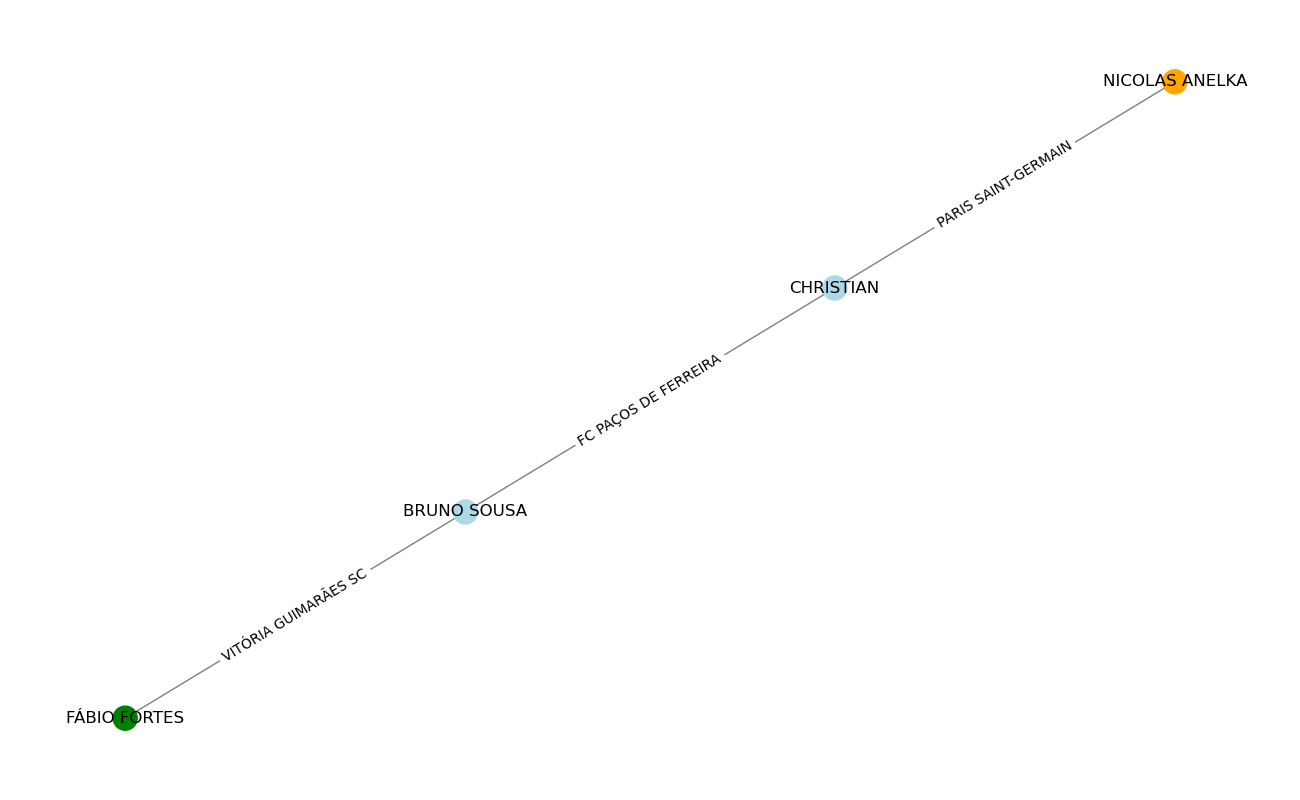 NICOLAS ANELKA
PARIS SAINT-GERMAIN
CHRISTIAN
FC PAÇOS DE FERREIRA
BRUNO SOUSA
VITÓRIA GUIMARÃES SC
FÁBIO FORTES